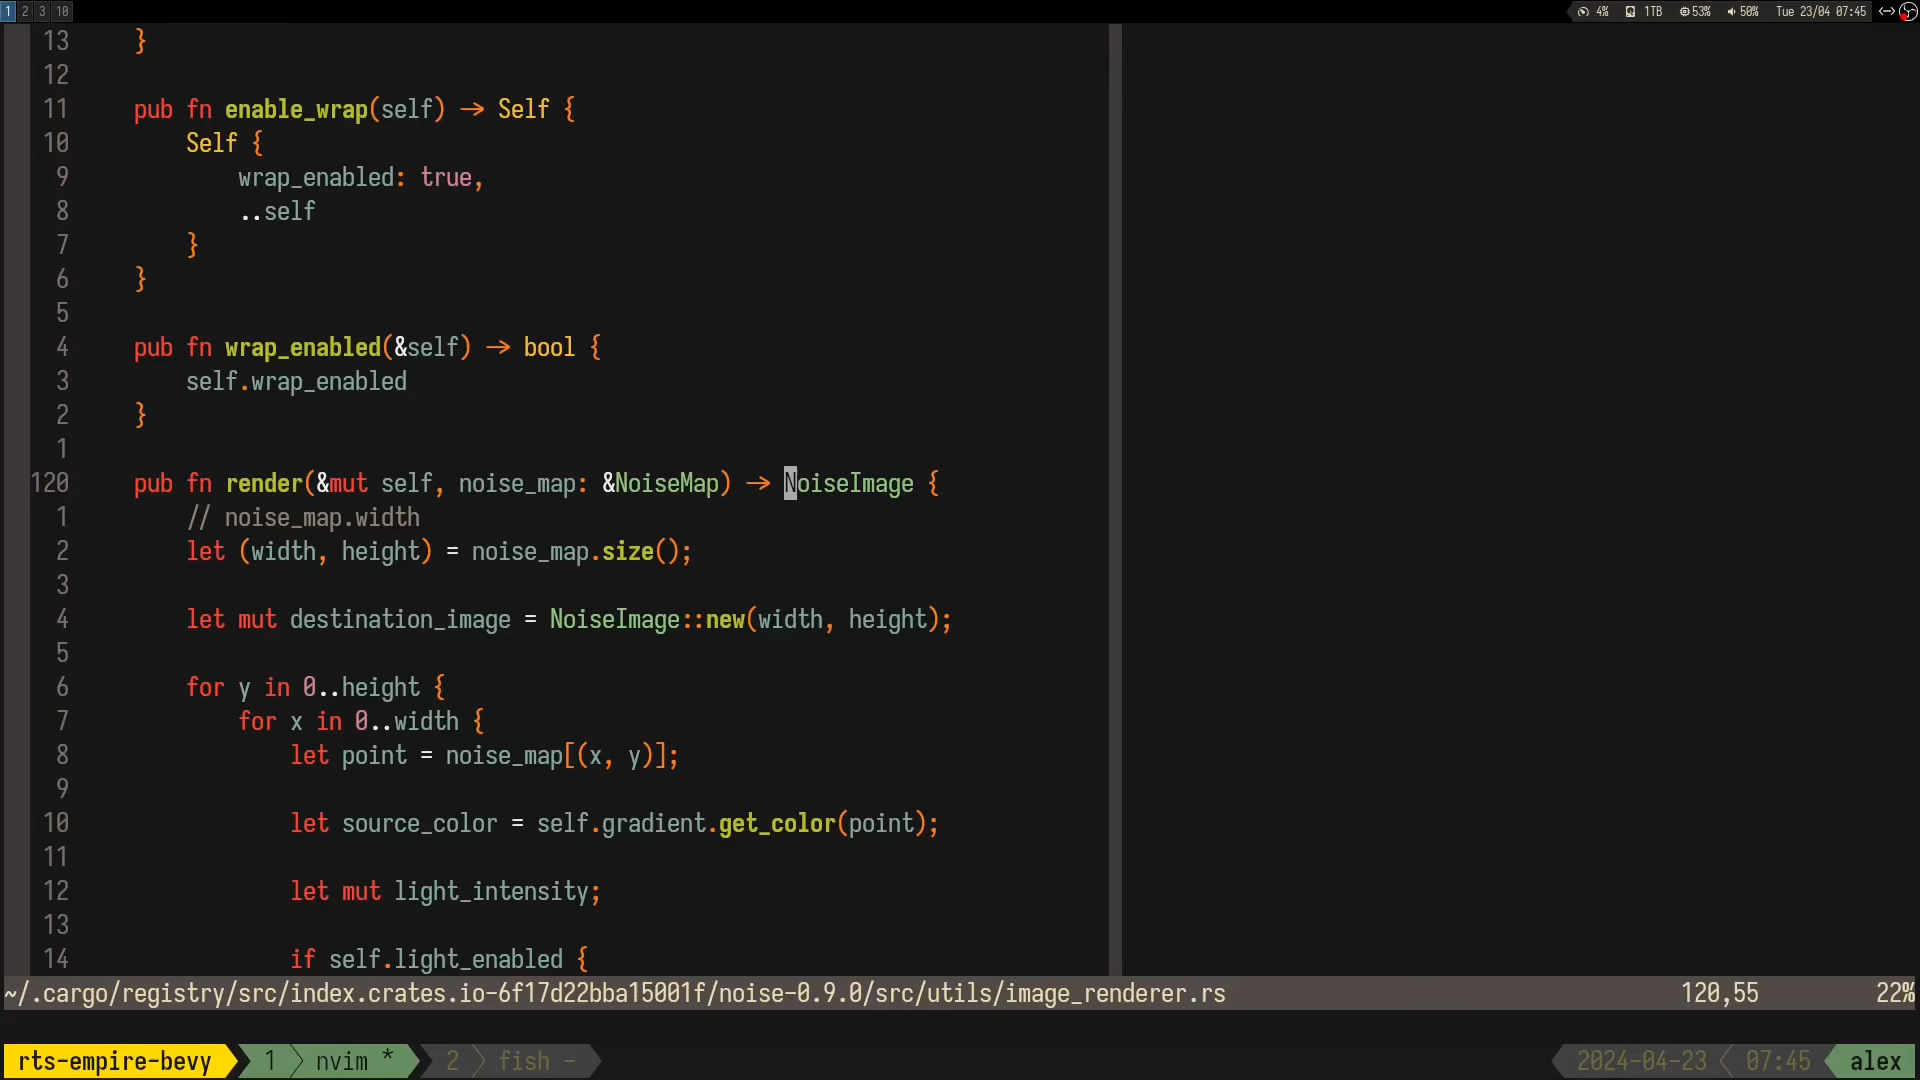 1 2 3 10 4% 1TB 53% 50% Tue 23/04 07:45
13 }
12
11 pub fn enable_wrap(self) -> Self {
10 Self {
9 wrap_enabled: true,
8 ..self
7 }
6 }
5
4 pub fn wrap_enabled(&self) -> bool {
3 self.wrap_enabled
2 }
1
120 pub fn render(&mut self, noise_map: &NoiseMap) -> NoiseImage {
1 // noise_map.width
2 let (width, height) = noise_map.size();
3
4 let mut destination_image = NoiseImage::new(width, height);
5
6 for y in 0..height {
7 for x in 0..width {
8 let point = noise_map[(x, y)];
9
10 let source_color = self.gradient.get_color(point);
11
12 let mut light_intensity;
13
14 if self.light_enabled {
~/.cargo/registry/src/index.crates.io-6f17d22bba15001f/noise-0.9.0/src/utils/image_renderer.rs 120,55 22%
rts-empire-bevy 1 nvim * 2 fish - 2024-04-23 07:45 alex